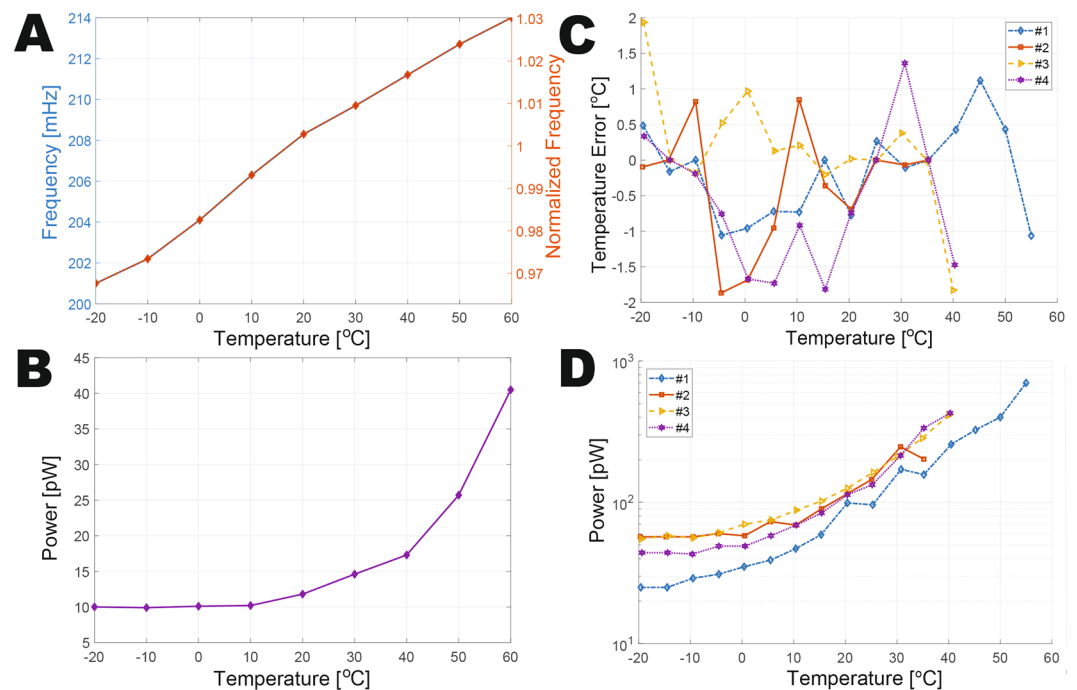 A
Frequency [mHz]
214
212
210
208
206
204
202
200
1.03
1.02
1.01
1
0.99
0.98
0.97
Normalized Frequency
-20 -10 0 10 20 30 40 50 60
Temperature [°C]
C
Temperature Error [°C]
2
1.5
1
0.5
0
-0.5
-1
-1.5
-2
#1
#2
#3
#4
-20 -10 0 10 20 30 40 50 60
Temperature [°C]
B
Power [pW]
45
40
35
30
25
20
15
10
5
-20 -10 0 10 20 30 40 50 60
Temperature [°C]
D
Power [pW]
10³
10²
10¹
#1
#2
#3
#4
-20 -10 0 10 20 30 40 50 60
Temperature [°C]